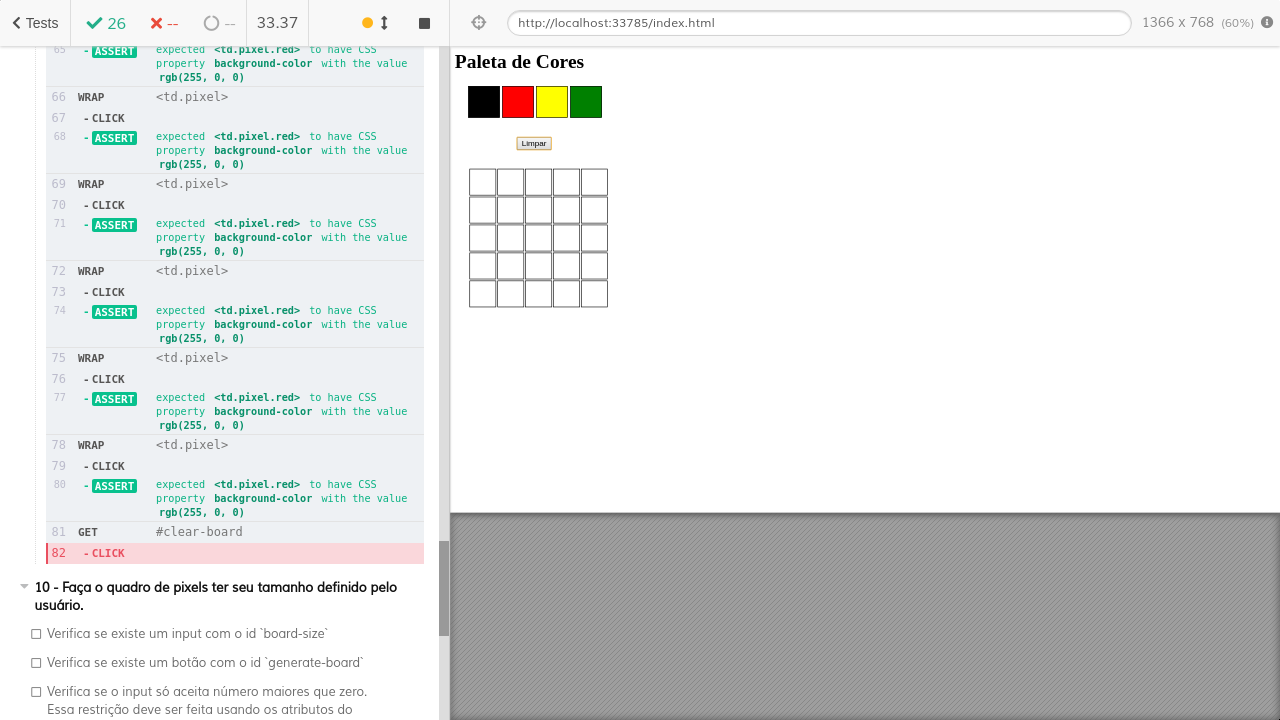 Tests
26
--
--
33.37
http://localhost:33785/index.html
1366 x 768 (60%)
65 - ASSERT expected <td.pixel.red> to have CSS
property background-color with the value
rgb(255, 0, 0)
66 WRAP <td.pixel>
67 - CLICK
68 - ASSERT expected <td.pixel.red> to have CSS
property background-color with the value
rgb(255, 0, 0)
69 WRAP <td.pixel>
70 - CLICK
71 - ASSERT expected <td.pixel.red> to have CSS
property background-color with the value
rgb(255, 0, 0)
72 WRAP <td.pixel>
73 - CLICK
74 - ASSERT expected <td.pixel.red> to have CSS
property background-color with the value
rgb(255, 0, 0)
75 WRAP <td.pixel>
76 - CLICK
77 - ASSERT expected <td.pixel.red> to have CSS
property background-color with the value
rgb(255, 0, 0)
78 WRAP <td.pixel>
79 - CLICK
80 - ASSERT expected <td.pixel.red> to have CSS
property background-color with the value
rgb(255, 0, 0)
81 GET #clear-board
82 - CLICK
10 - Faça o quadro de pixels ter seu tamanho definido pelo
usuário.
Verifica se existe um input com o id `board-size`
Verifica se existe um botão com o id `generate-board`
Verifica se o input só aceita número maiores que zero.
Essa restrição deve ser feita usando os atributos do
Paleta de Cores
Limpar